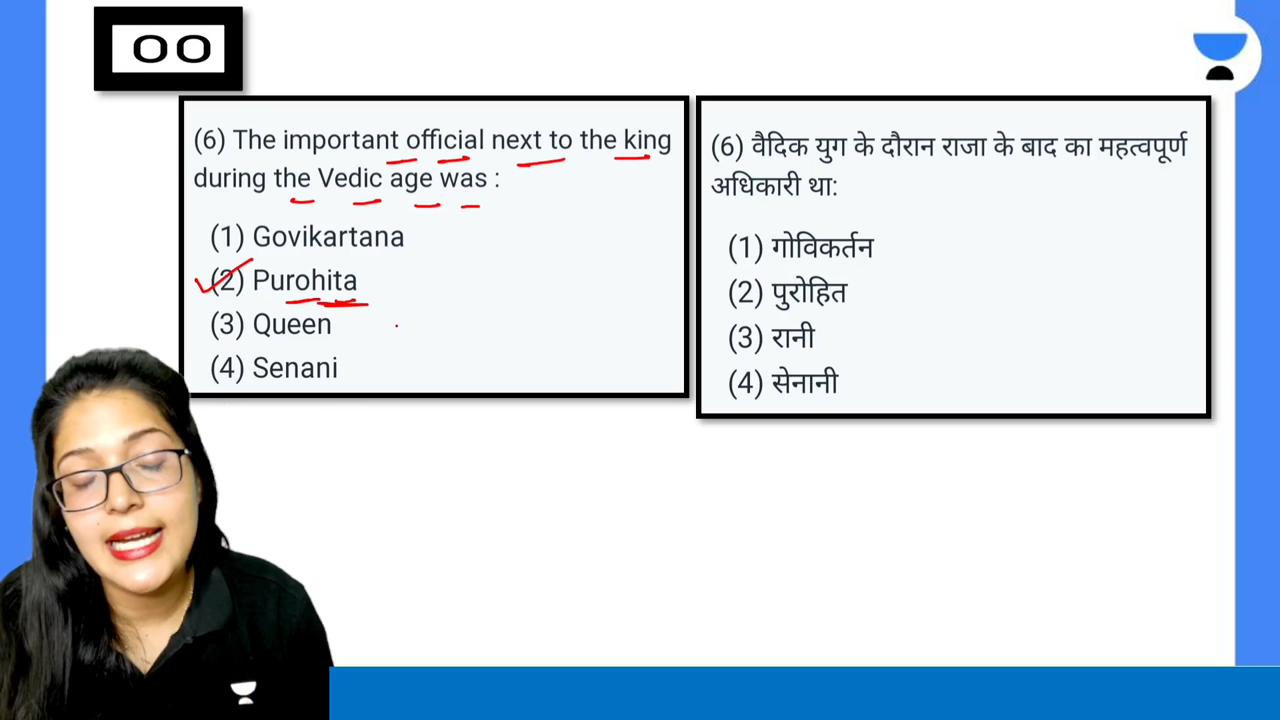 00
(6) The important official next to the king
during the Vedic age was :
(1) Govikartana
(2) Purohita
(3) Queen
(4) Senani
(6) वैदिक युग के दौरान राजा के बाद का महत्वपूर्ण
अधिकारी था:
(1) गोविकर्तन
(2) पुरोहित
(3) रानी
(4) सेनानी